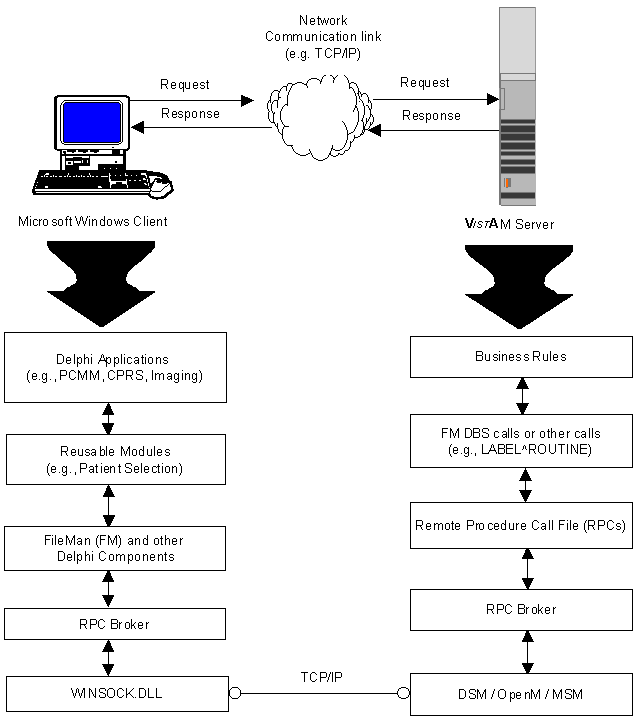 Network
Communication link
(e.g. TCP/IP)
Request
Request
Response
Response
Microsoft Windows Client
VISTA M Server
Delphi Applications
(e.g., PCMM, CPRS, Imaging)
Reusable Modules
(e.g., Patient Selection)
FileMan (FM) and other
Delphi Components
RPC Broker
WINSOCK.DLL
TCP/IP
Business Rules
FM DBS calls or other calls
(e.g., LABEL^ROUTINE)
Remote Procedure Call File (RPCs)
RPC Broker
DSM / OpenM / MSM